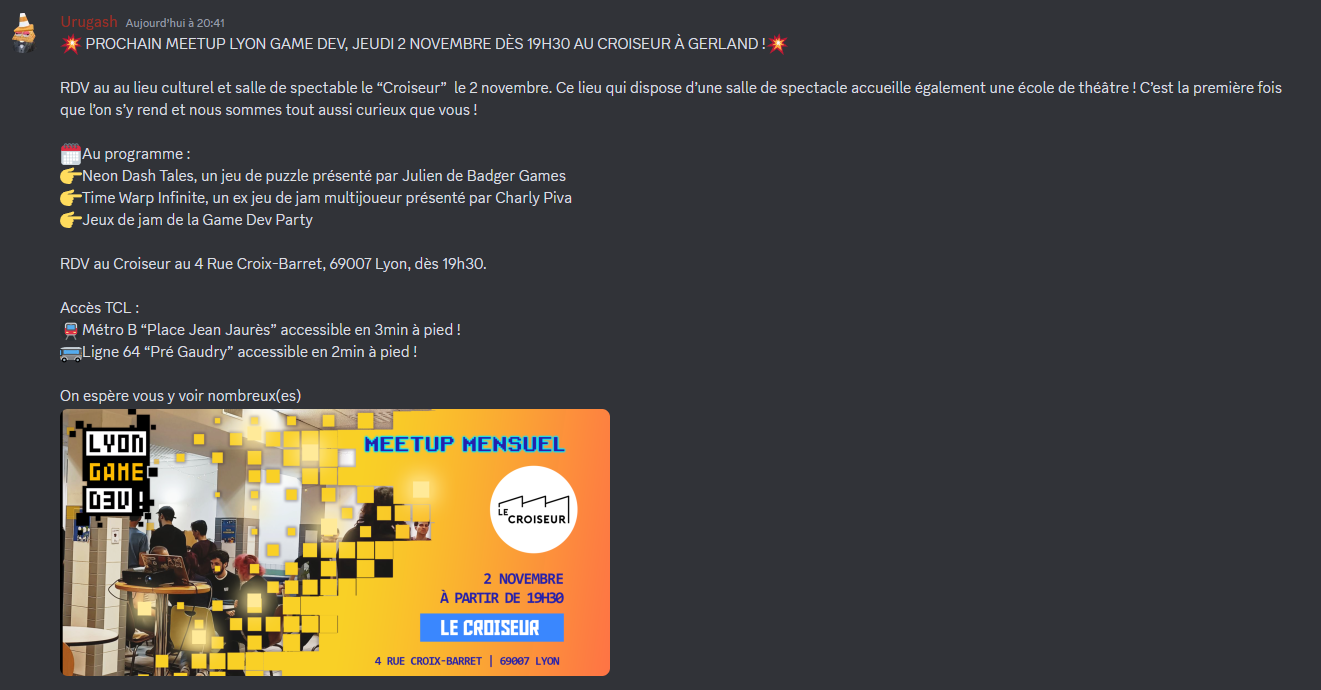 Urugash Aujourd'hui à 20:41
💥 PROCHAIN MEETUP LYON GAME DEV, JEUDI 2 NOVEMBRE DÈS 19H30 AU CROISEUR À GERLAND ! 💥
RDV au au lieu culturel et salle de spectable le “Croiseur” le 2 novembre. Ce lieu qui dispose d’une salle de spectacle accueille également une école de théâtre ! C’est la première fois
que l’on s’y rend et nous sommes tout aussi curieux que vous !
🗓️Au programme :
👉Neon Dash Tales, un jeu de puzzle présenté par Julien de Badger Games
👉Time Warp Infinite, un ex jeu de jam multijoueur présenté par Charly Piva
👉Jeux de jam de la Game Dev Party
RDV au Croiseur au 4 Rue Croix-Barret, 69007 Lyon, dès 19h30.
Accès TCL :
🚆 Métro B “Place Jean Jaurès” accessible en 3min à pied !
🚌Ligne 64 “Pré Gaudry” accessible en 2min à pied !
On espère vous y voir nombreux(es)
LYON
GAME
D3V !
MEETUP MENSUEL
LE CROISEUR
2 NOVEMBRE
À PARTIR DE 19H30
LE CROISEUR
4 RUE CROIX-BARRET | 69007 LYON